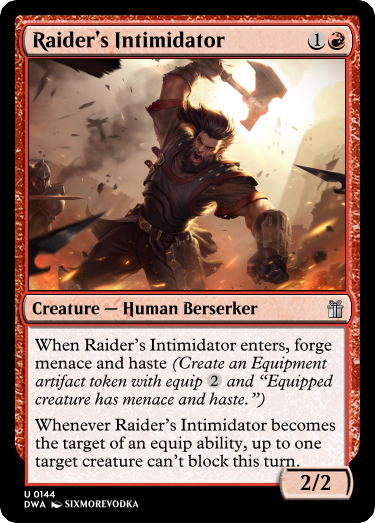 Raider's Intimidator 1
Creature — Human Berserker
When Raider's Intimidator enters, forge
menace and haste (Create an Equipment
artifact token with equip 2 and “Equipped
creature has menace and haste.”)
Whenever Raider's Intimidator becomes
the target of an equip ability, up to one
target creature can't block this turn.
2/2
U 0144
DWA SIXMOREVODKA